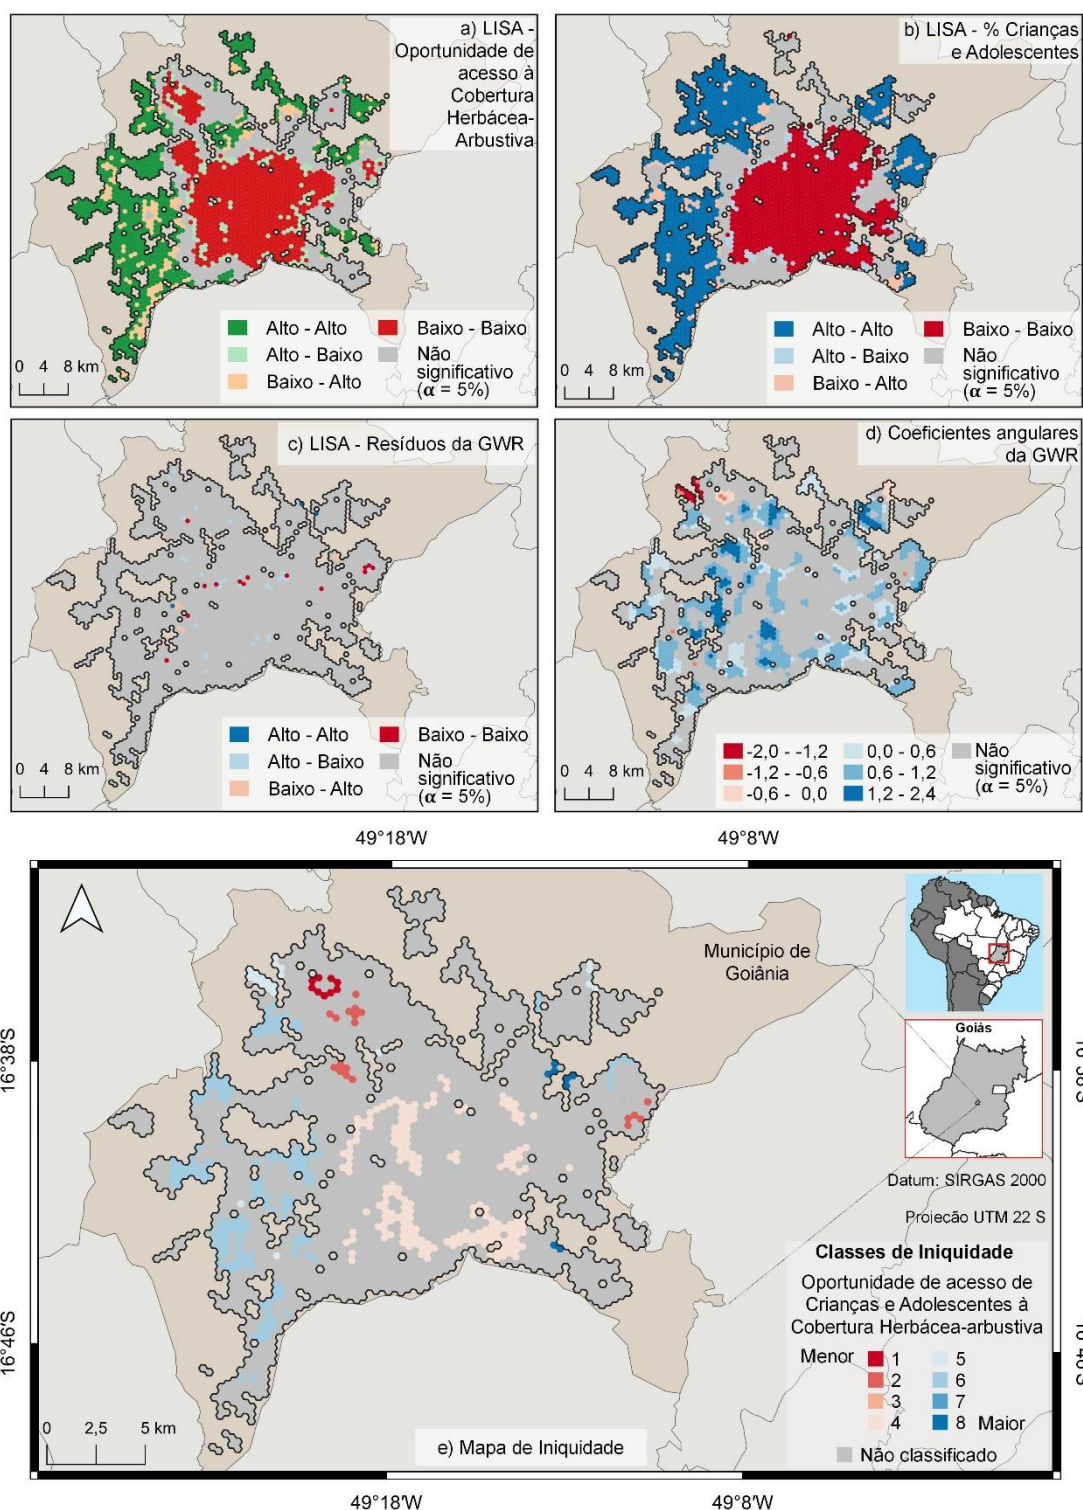 a) LISA -
Oportunidade de
acesso à
Cobertura
Herbácea-
Arbustiva
Alto - Alto
Baixo - Baixo
Alto - Baixo
Não
significativo
(α = 5%)
Baixo - Alto
0 4 8 km
b) LISA - % Crianças
e Adolescentes
Alto - Alto
Baixo - Baixo
Alto - Baixo
Não
significativo
(α = 5%)
Baixo - Alto
0 4 8 km
c) LISA - Resíduos da GWR
Alto - Alto
Baixo - Baixo
Alto - Baixo
Não
significativo
(α = 5%)
Baixo - Alto
0 4 8 km
d) Coeficientes angulares
da GWR
-2,0 - -1,2
0,0 - 0,6
Não
significativo
(α = 5%)
-1,2 - -0,6
0,6 - 1,2
-0,6 - 0,0
1,2 - 2,4
0 4 8 km
49°18'W
49°8'W
Município de
Goiânia
Goiás
16°38'S
16°38'S
Datum: SIRGAS 2000
Projecão UTM 22 S
Classes de Iniquidade
Oportunidade de acesso de
Crianças e Adolescentes à
Cobertura Herbácea-arbustiva
Menor 1 5
2 6
3 7
4 8 Maior
Não classificado
16°46'S
16°46'S
0 2,5 5 km
e) Mapa de Iniquidade
49°18'W
49°8'W